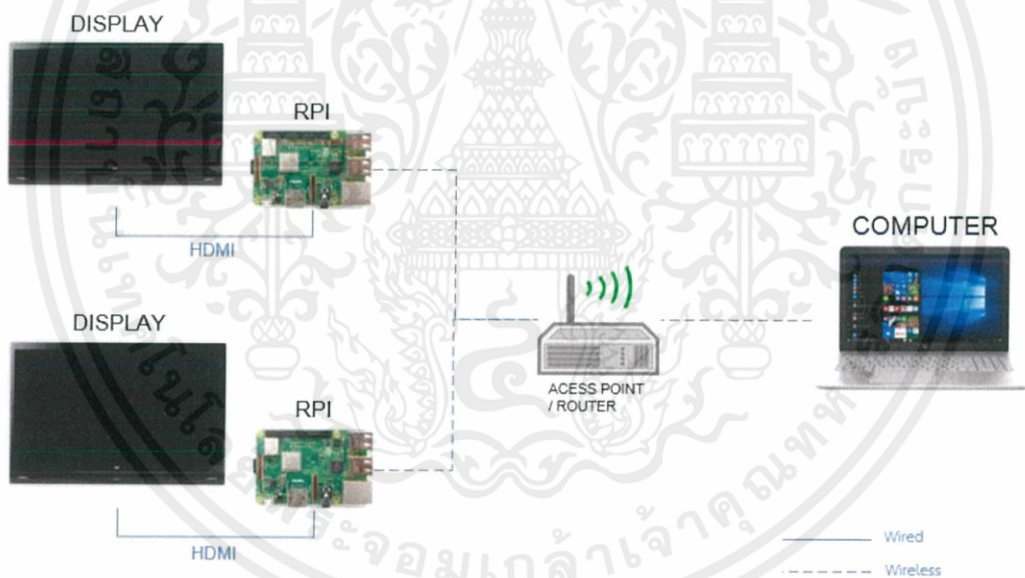 DISPLAY
RPI
HDMI
COMPUTER
DISPLAY
ACESS POINT
/ ROUTER
RPI
HDMI
Wired
Wireless